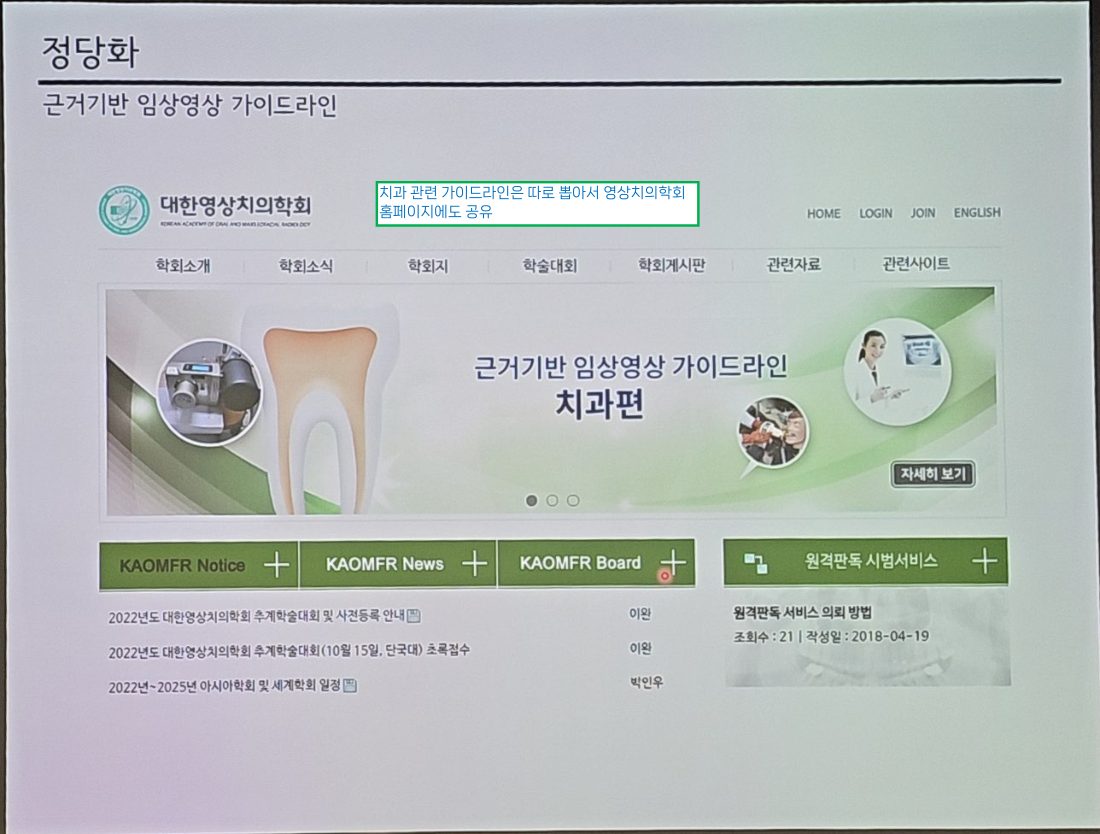 정당화
근거기반 임상영상 가이드라인
대한영상치의학회
KOREAN ACADEMY OF ORAL AND MAXILLOFACIAL RADIOLOGY
치과 관련 가이드라인은 따로 뽑아서 영상치의학회
홈페이지에도 공유
HOME LOGIN JOIN ENGLISH
학회소개 학회소식 학회지 학술대회 학회게시판 관련자료 관련사이트
근거기반 임상영상 가이드라인
치과편
자세히 보기
KAOMFR Notice KAOMFR News KAOMFR Board 원격판독 시범서비스
2022년도 대한영상치의학회 추계학술대회 및 사전등록 안내 이완
2022년도 대한영상치의학회 추계학술대회(10월 15일, 단국대) 초록접수 이완
2022년~2025년 아시아학회 및 세계학회 일정 박인우
원격판독 서비스 의뢰 방법
조회수 : 21 | 작성일 : 2018-04-19